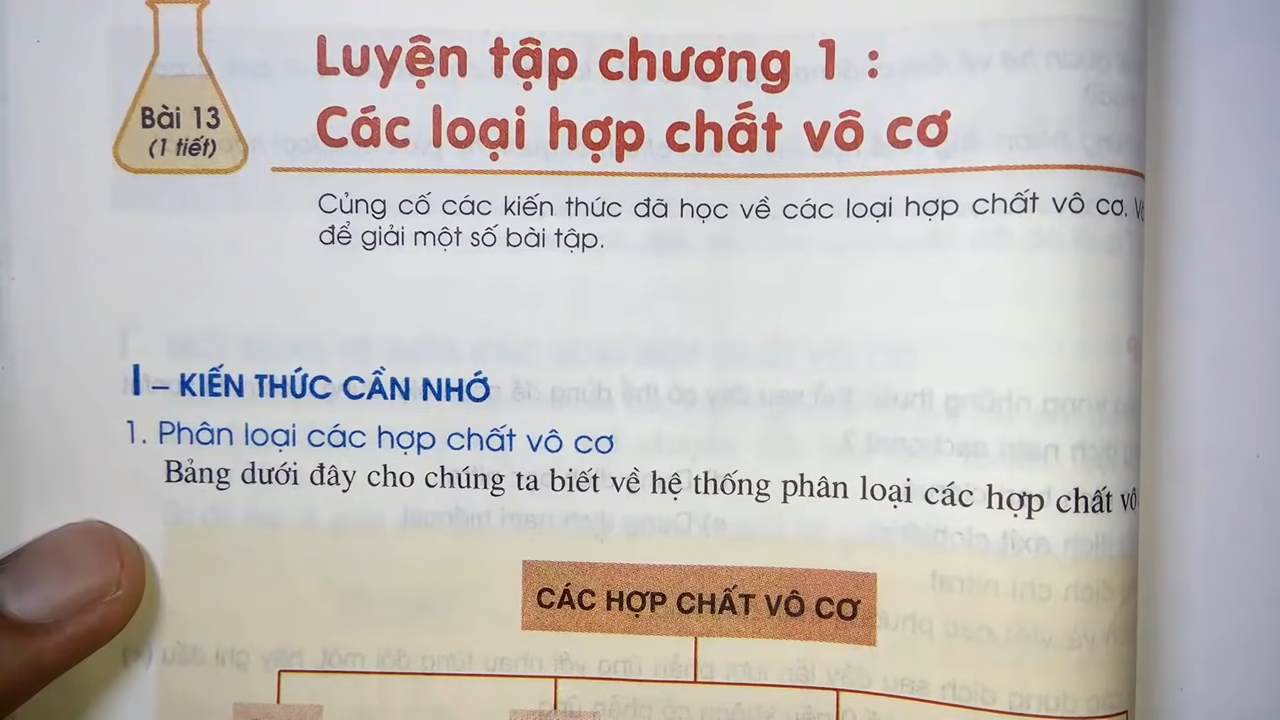 Bài 13
(1 tiết)
Luyện tập chương 1 :
Các loại hợp chất vô cơ
Củng cố các kiến thức đã học về các loại hợp chất vô cơ.
để giải một số bài tập.
I – KIẾN THỨC CẦN NHỚ
1. Phân loại các hợp chất vô cơ
Bảng dưới đây cho chúng ta biết về hệ thống phân loại các hợp chất vô
CÁC HỢP CHẤT VÔ CƠ